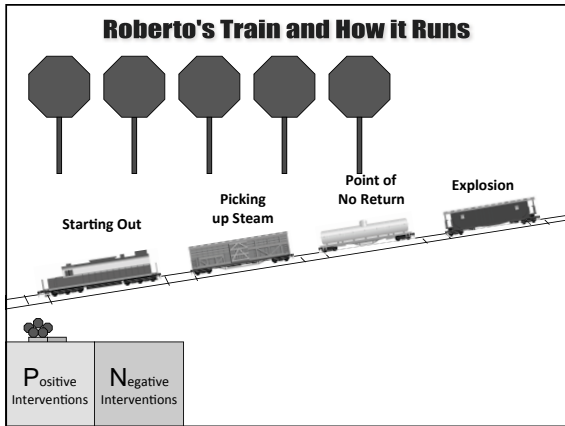 Roberto's Train and How it Runs
Starting Out
Picking
up Steam
Point of
No Return
Explosion
Positive
Interventions
Negative
Interventions